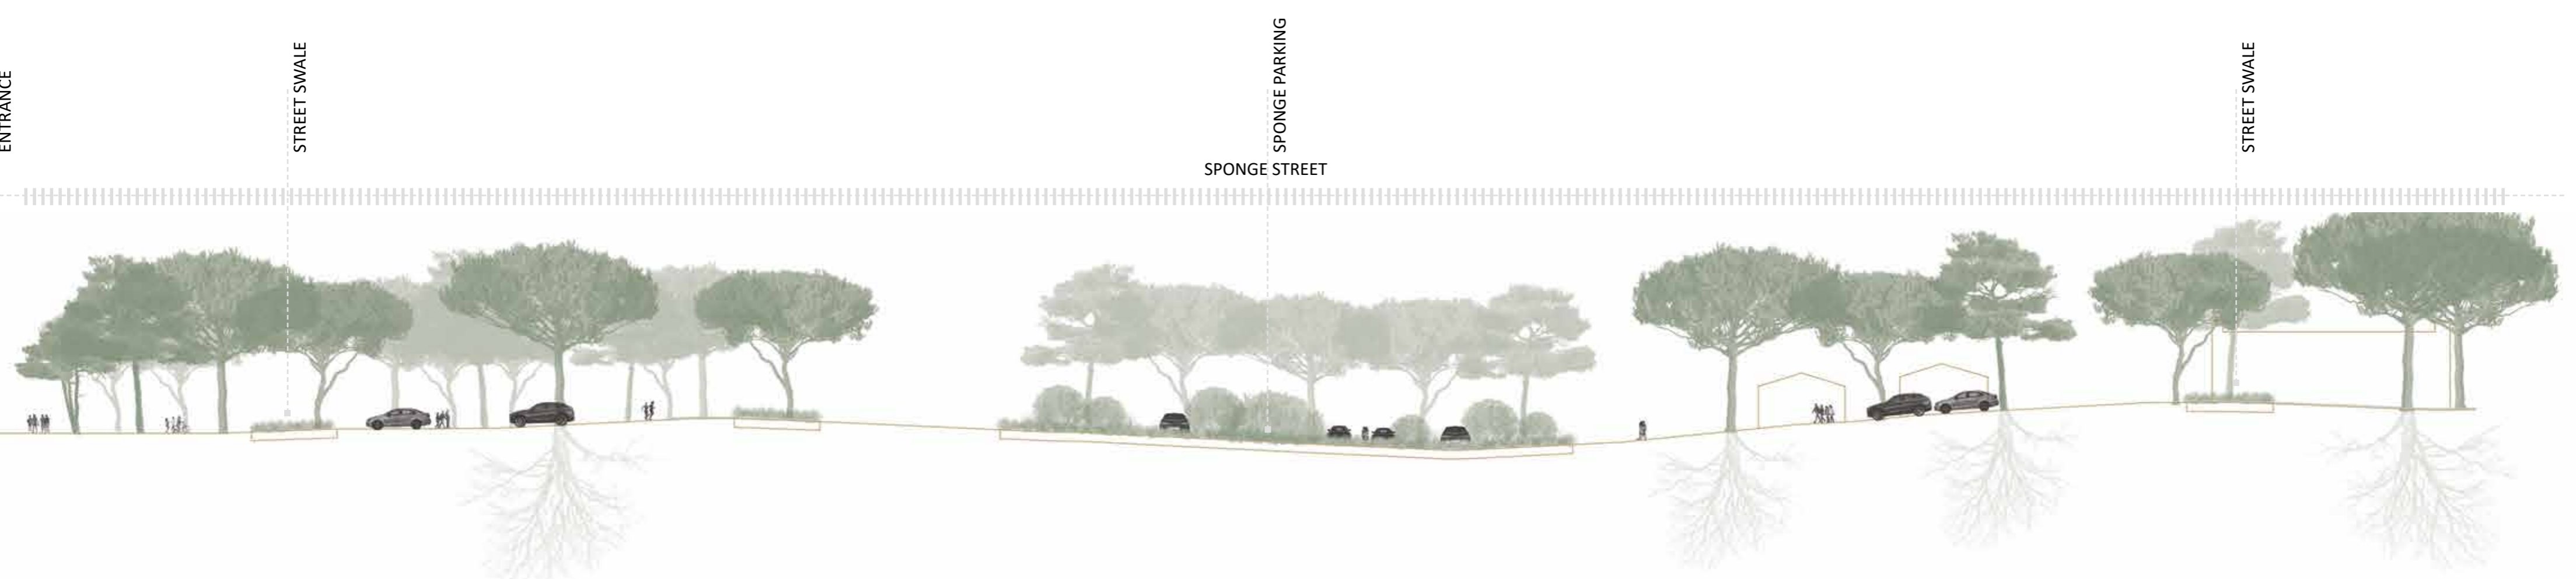 ENTRANCE
STREET SWALE
SPONGE PARKING
STREET SWALE
SPONGE STREET